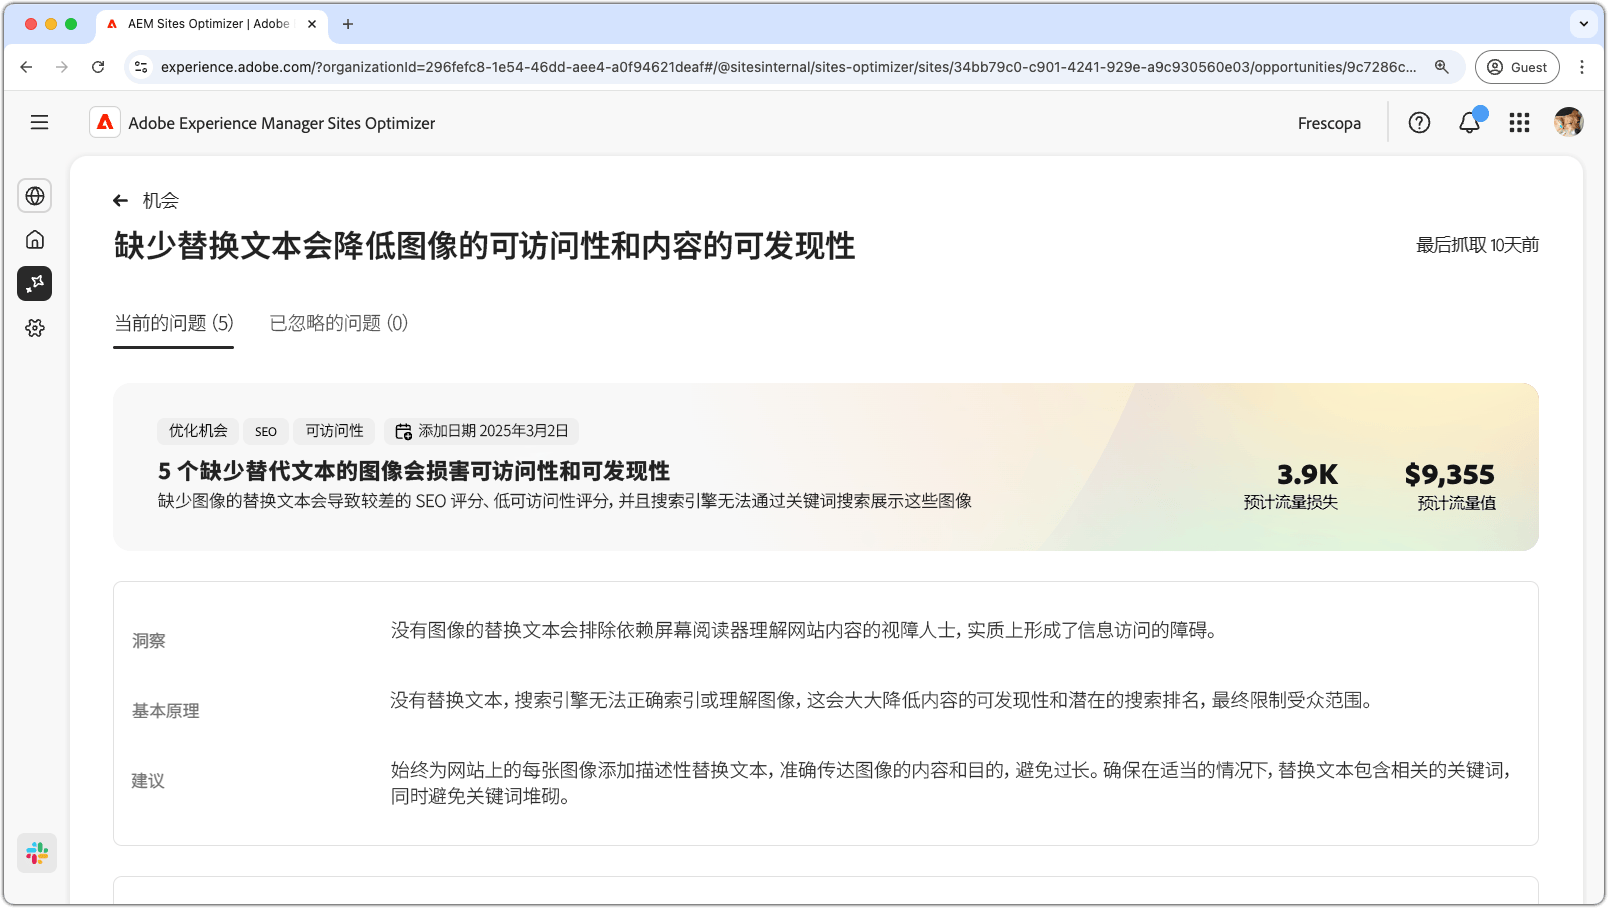 AEM Sites Optimizer | Adobe
experience.adobe.com/?organizationId=296fefc8-1e54-46dd-aee4-a0f94621deaf#/@sitesinternal/sites-optimizer/sites/34bb79c0-c901-4241-929e-a9c930560e03/opportunities/9c7286c...
Guest
Adobe Experience Manager Sites Optimizer
Frescopa
机会
缺少替换文本会降低图像的可访问性和内容的可发现性
最后抓取 10天前
当前的问题 (5)
已忽略的问题 (0)
优化机会
SEO
可访问性
添加日期 2025年3月2日
5 个缺少替代文本的图像会损害可访问性和可发现性
缺少图像的替换文本会导致较差的 SEO 评分、低可访问性评分，并且搜索引擎无法通过关键词搜索展示这些图像
3.9K
预计流量损失
$9,355
预计流量值
洞察
没有图像的替换文本会排除依赖屏幕阅读器理解网站内容的视障人士，实质上形成了信息访问的障碍。
基本原理
没有替换文本，搜索引擎无法正确索引或理解图像，这会大大降低内容的可发现性和潜在的搜索排名，最终限制受众范围。
建议
始终为网站上的每张图像添加描述性替换文本，准确传达图像的内容和目的，避免过长。确保在适当的情况下，替换文本包含相关的关键词，
同时避免关键词堆砌。